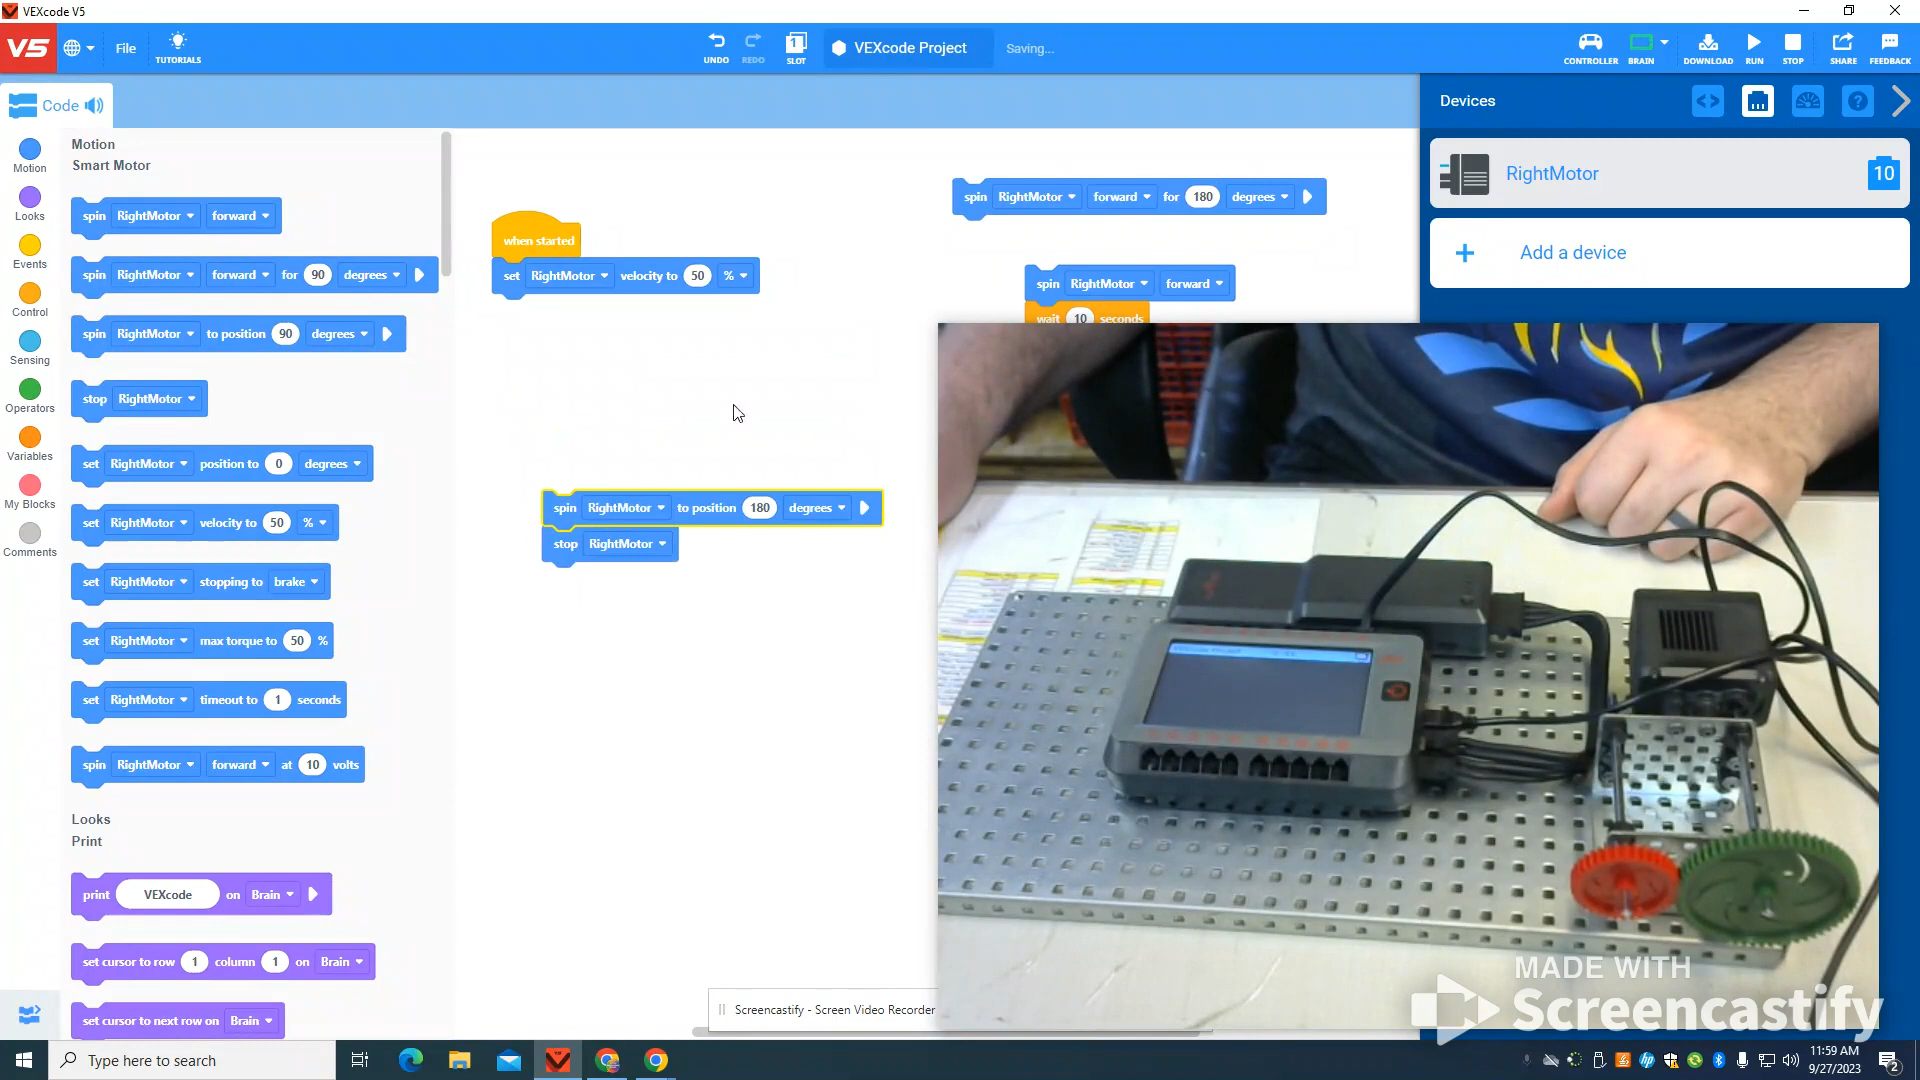 VEXcode V5
V5
File
TUTORIALS
UNDO
REDO
1
SLOT
VEXcode Project
Saving...
CONTROLLER
BRAIN
DOWNLOAD
RUN
STOP
SHARE
FEEDBACK
Code
Devices
RightMotor
10
Add a device
Motion
Looks
Events
Control
Sensing
Operators
Variables
My Blocks
Comments
Motion
Smart Motor
spin RightMotor forward
spin RightMotor forward for 90 degrees
spin RightMotor to position 90 degrees
stop RightMotor
set RightMotor position to 0 degrees
set RightMotor velocity to 50 %
set RightMotor stopping to brake
set RightMotor max torque to 50 %
set RightMotor timeout to 1 seconds
spin RightMotor forward at 10 volts
Looks
Print
print VEXcode on Brain
set cursor to row 1 column 1 on Brain
set cursor to next row on Brain
when started
set RightMotor velocity to 50 %
spin RightMotor to position 180 degrees
stop RightMotor
spin RightMotor forward for 180 degrees
spin RightMotor forward
wait 10 seconds
Screencastify - Screen Video Recorder
MADE WITH
Screencastify
Type here to search
11:59 AM
9/27/2023
2